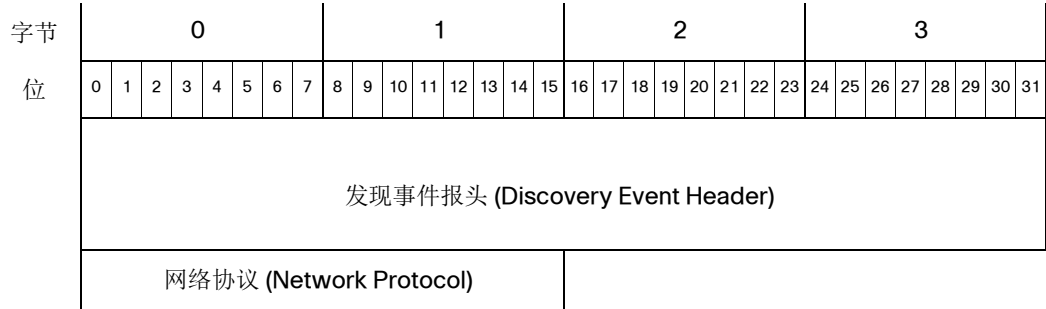 字节 0 1 2 3
位 0 1 2 3 4 5 6 7 8 9 10 11 12 13 14 15 16 17 18 19 20 21 22 23 24 25 26 27 28 29 30 31
发现事件报头 (Discovery Event Header)
网络协议 (Network Protocol)